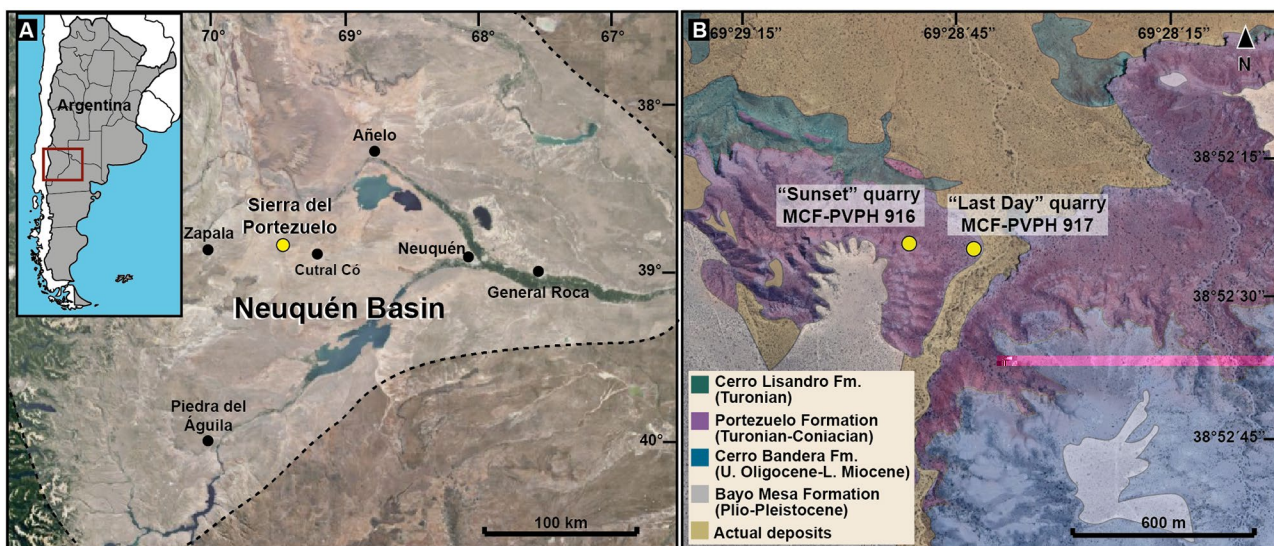 A
Argentina
70
69
68
67
38°
39°
40°
Añelo
Sierra del
Portezuelo
Zapala
Cutral Có
Neuquén
General Roca
Neuquén Basin
Piedra del
Águila
100 km
B
69°29´15”
69°28´45”
69°28´15”
N
38°52´15”
38°52´30”
38°52´45”
“Sunset” quarry
MCF-PVPH 916
“Last Day” quarry
MCF-PVPH 917
Cerro Lisandro Fm.
(Turonian)
Portezuelo Formation
(Turonian-Coniacian)
Cerro Bandera Fm.
(U. Oligocene-L. Miocene)
Bayo Mesa Formation
(Plio-Pleistocene)
Actual deposits
600 m